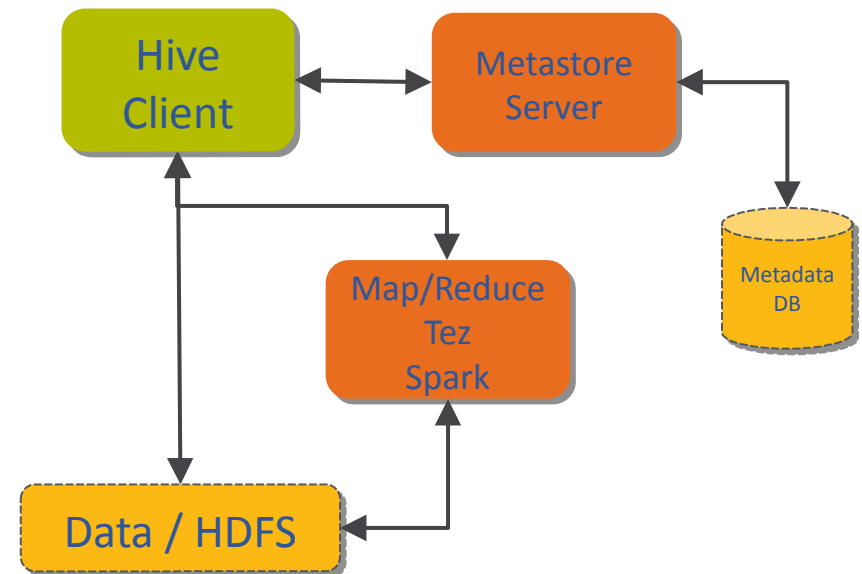 Hive
Client
Metastore
Server
Metadata
DB
Map/Reduce
Tez
Spark
Data / HDFS